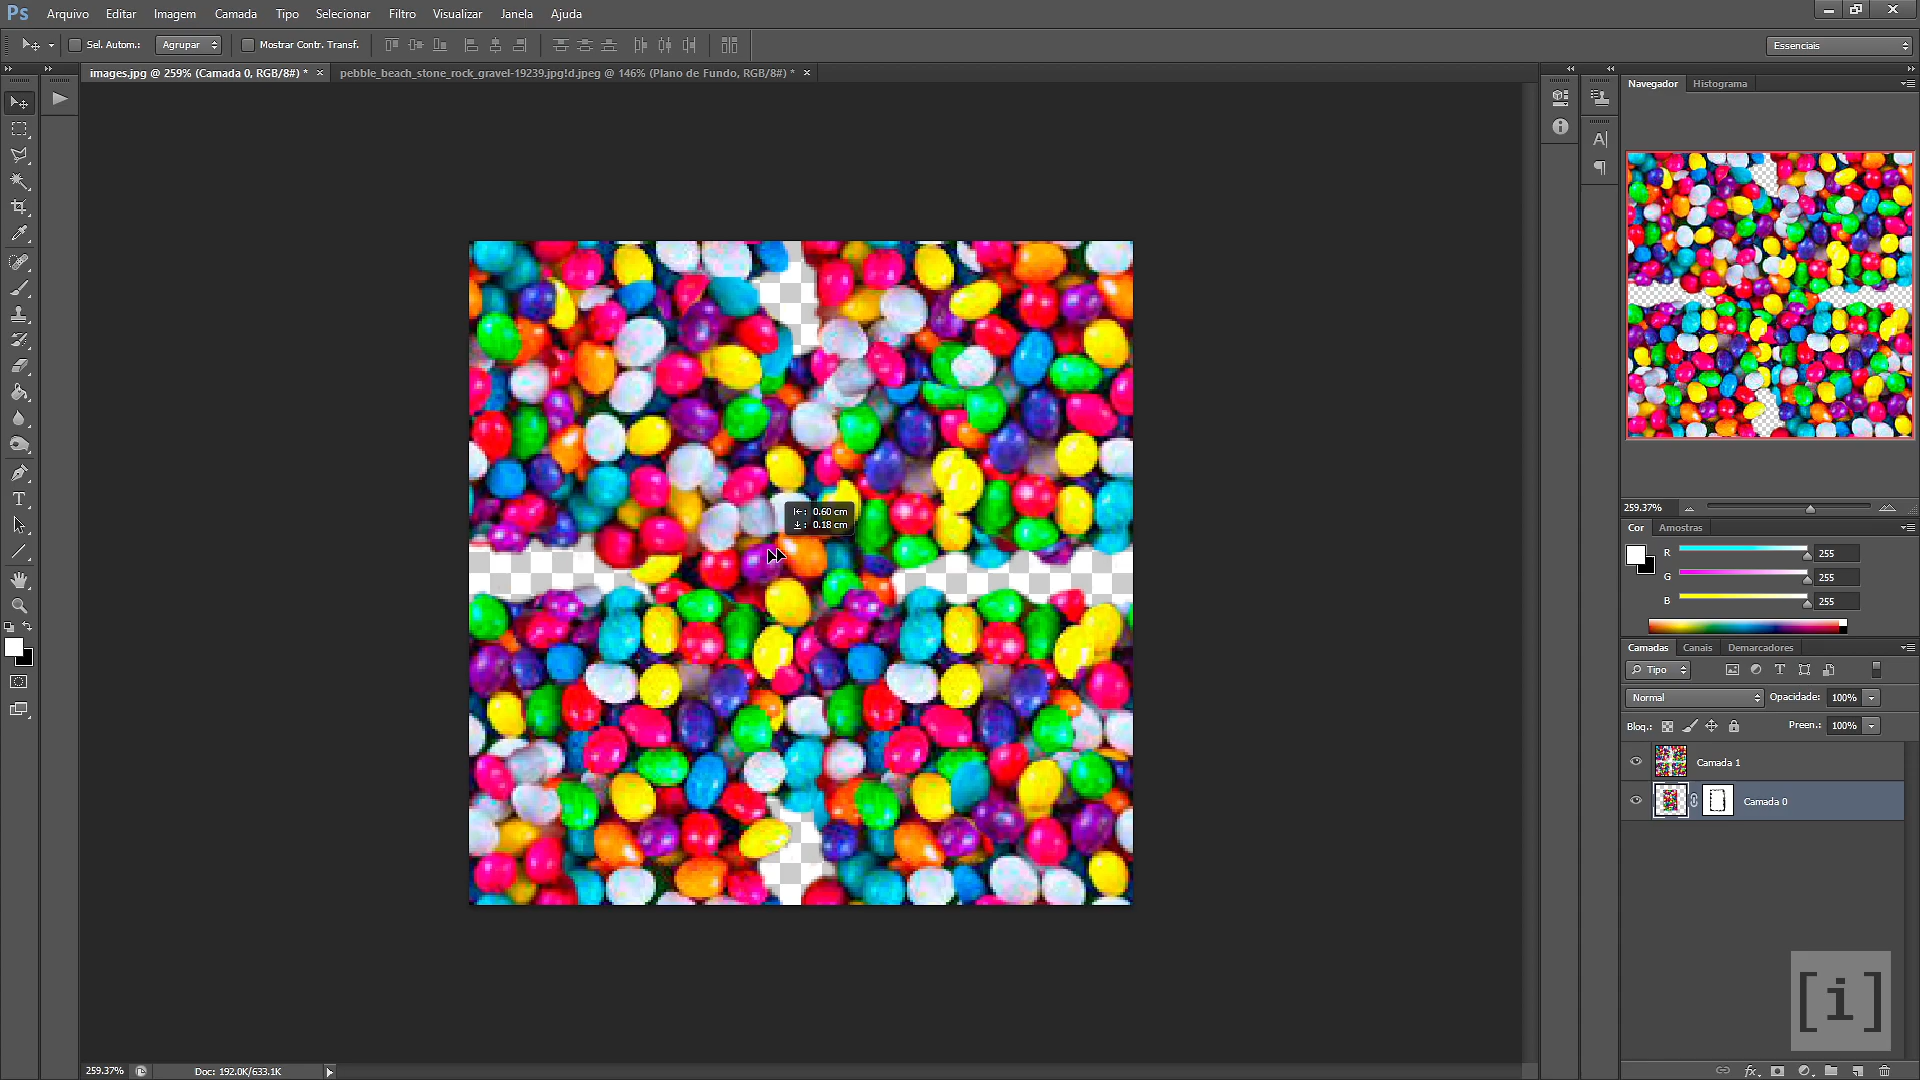 Ps Arquivo Editar Imagem Camada Tipo Selecionar Filtro Visualizar Janela Ajuda
Sel. Autom.: Agrupar Mostrar Contr. Transf. Essenciais
images.jpg @ 259% (Camada 0, RGB/8#) * × pebble_beach_stone_rock_gravel-19239.jpg!d.jpeg @ 146% (Plano de Fundo, RGB/8#) * ×
Navegador Histograma
259.37%
Cor Amostras
R 255
G 255
B 255
0.60 cm
0.18 cm
Camadas Canais Demarcadores
Tipo
Normal Opacidade: 100%
Bloq.: Preen.: 100%
Camada 1
Camada 0
[i]
259.37% Doc: 192.0K/633.1K